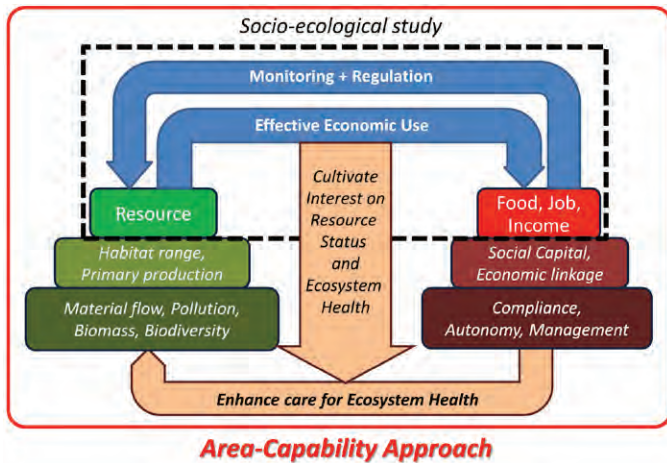 Socio-ecological study
Monitoring + Regulation
Effective Economic Use
Cultivate
Interest on
Resource
Status
and
Ecosystem
Health
Resource
Habitat range,
Primary production
Material flow, Pollution,
Biomass, Biodiversity
Food, Job,
Income
Social Capital,
Economic linkage
Compliance,
Autonomy, Management
Enhance care for Ecosystem Health
Area-Capability Approach